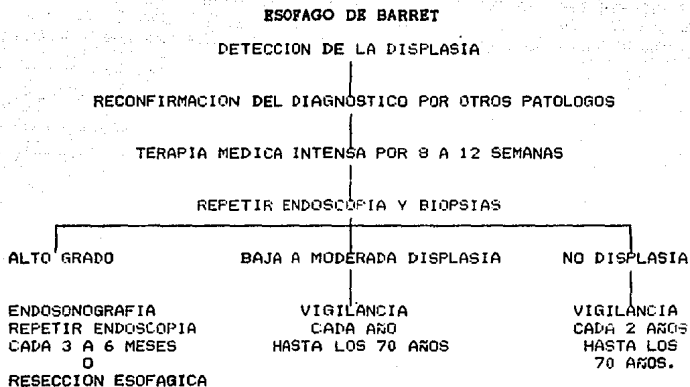 ESOFAGO DE BARRET
DETECCION DE LA DISPLASIA
RECONFIRMACION DEL DIAGNOSTICO POR OTROS PATOLOGOS
TERAPIA MEDICA INTENSA POR 8 A 12 SEMANAS
REPETIR ENDOSCOPIA Y BIOPSIAS
ALTO GRADO
BAJA A MODERADA DISPLASIA
NO DISPLASIA
ENDOSONOGRAFIA
REPETIR ENDOSCOPIA
CADA 3 A 6 MESES
O
RESECCION ESOFAGICA
VIGILANCIA
CADA AÑO
HASTA LOS 70 AÑOS
VIGILANCIA
CADA 2 AÑOS
HASTA LOS
70 AÑOS.